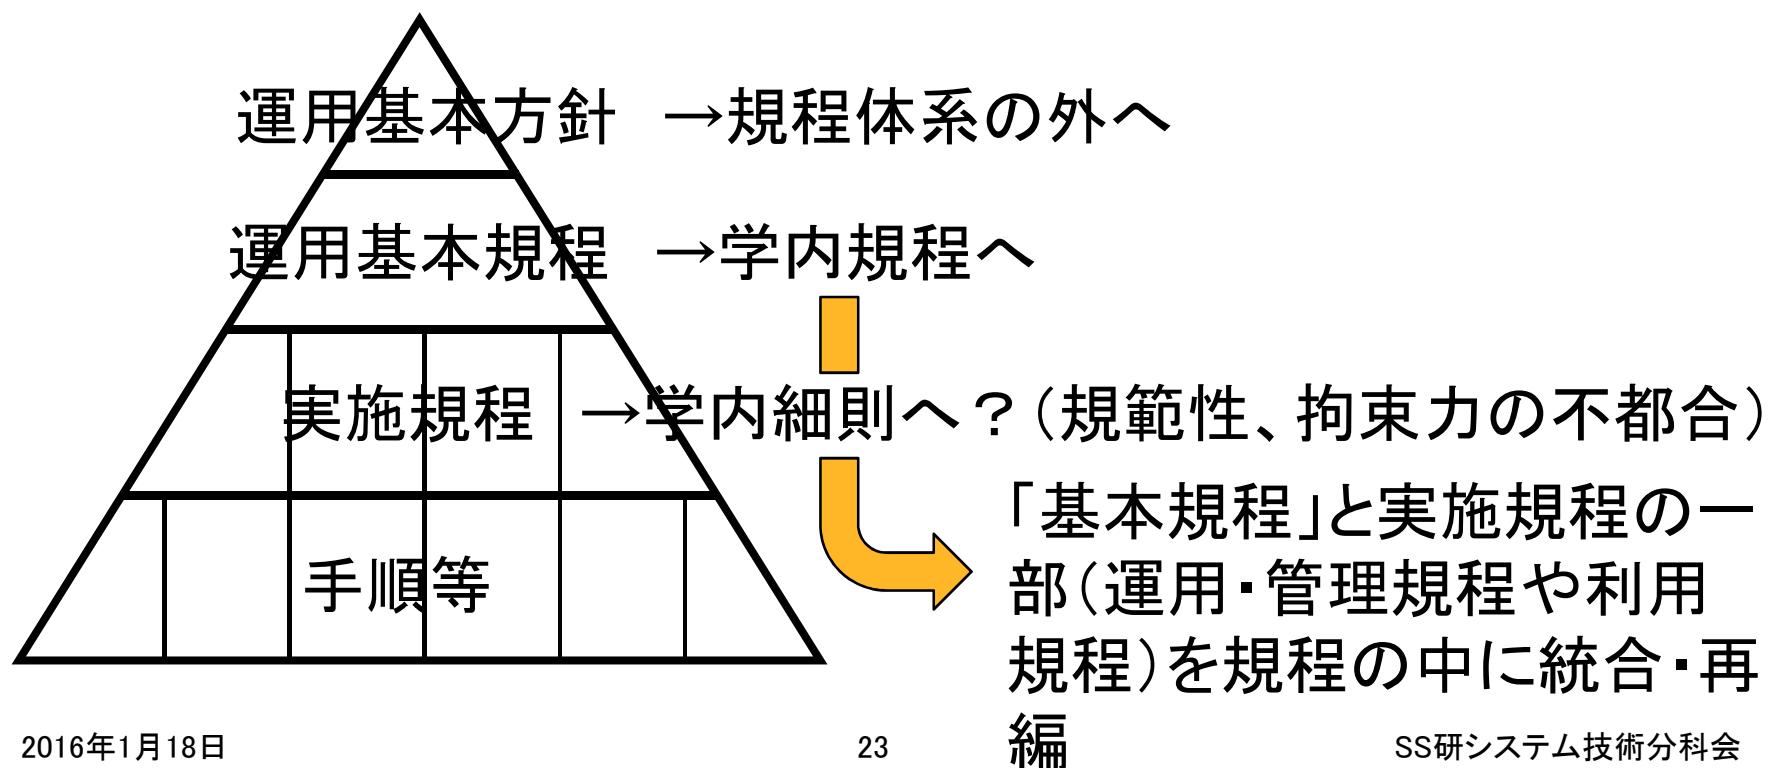 運用基本方針 →規程体系の外へ
運用基本規程 →学内規程へ
実施規程 →学内細則へ？（規範性、拘束力の不都合）
「基本規程」と実施規程の一
部（運用・管理規程や利用
規程）を規程の中に統合・再
編
手順等
2016年1月18日
23
SS研システム技術分科会